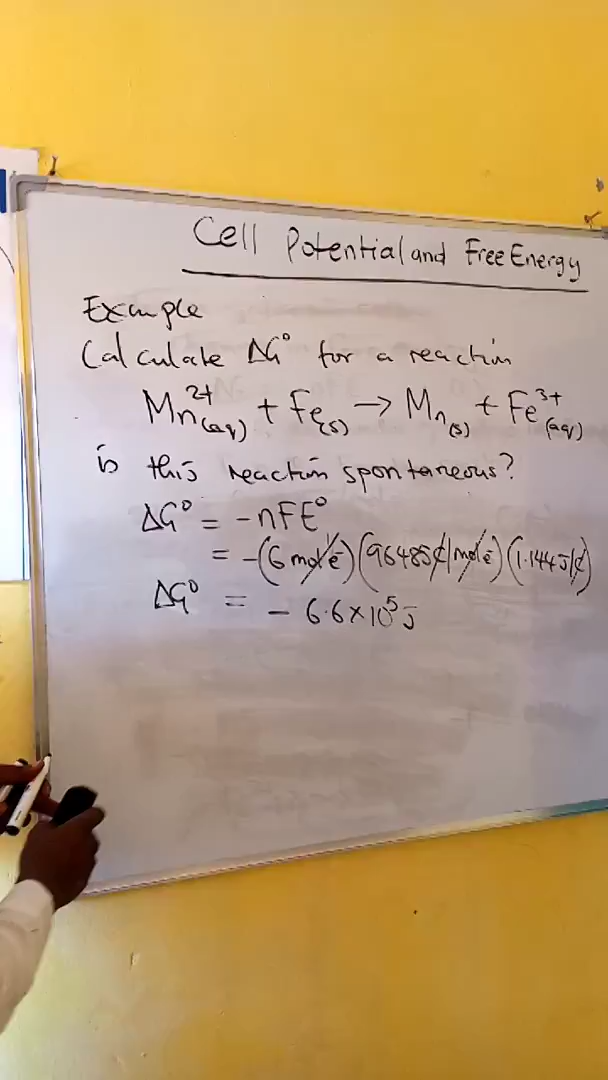 Cell Potential and Free Energy
Example
Calculate ΔG° for a reaction
Mn²⁺(aq) + Fe(s) → Mn(s) + Fe³⁺(aq)
is this reaction spontaneous?
ΔG° = -nFE°
= -(6 mol e⁻)(96485 C/mol e⁻)(1.144 J/C)
ΔG° = - 6.6×10⁵ J